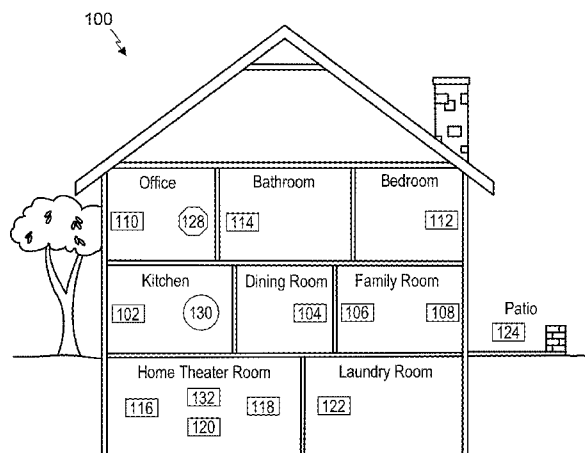 100
Office
Bathroom
Bedroom
110
128
114
112
Kitchen
Dining Room
Family Room
102
130
104
106
108
Patio
124
Home Theater Room
Laundry Room
116
132
118
120
122